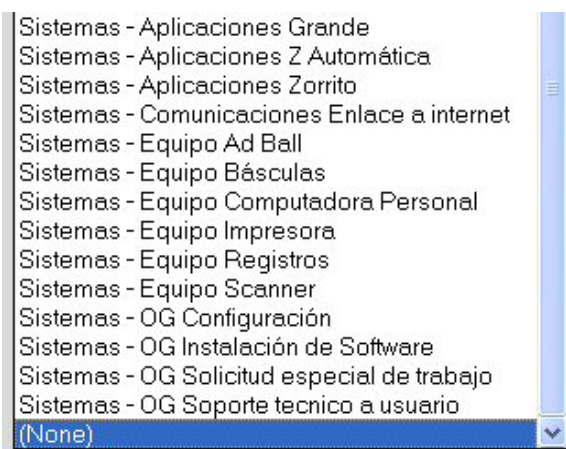 Sistemas - Aplicaciones Grande
Sistemas - Aplicaciones Z Automática
Sistemas - Aplicaciones Zorrito
Sistemas - Comunicaciones Enlace a internet
Sistemas - Equipo Ad Ball
Sistemas - Equipo Básculas
Sistemas - Equipo Computadora Personal
Sistemas - Equipo Impresora
Sistemas - Equipo Registros
Sistemas - Equipo Scanner
Sistemas - OG Configuración
Sistemas - OG Instalación de Software
Sistemas - OG Solicitud especial de trabajo
Sistemas - OG Soporte tecnico a usuario
(None)